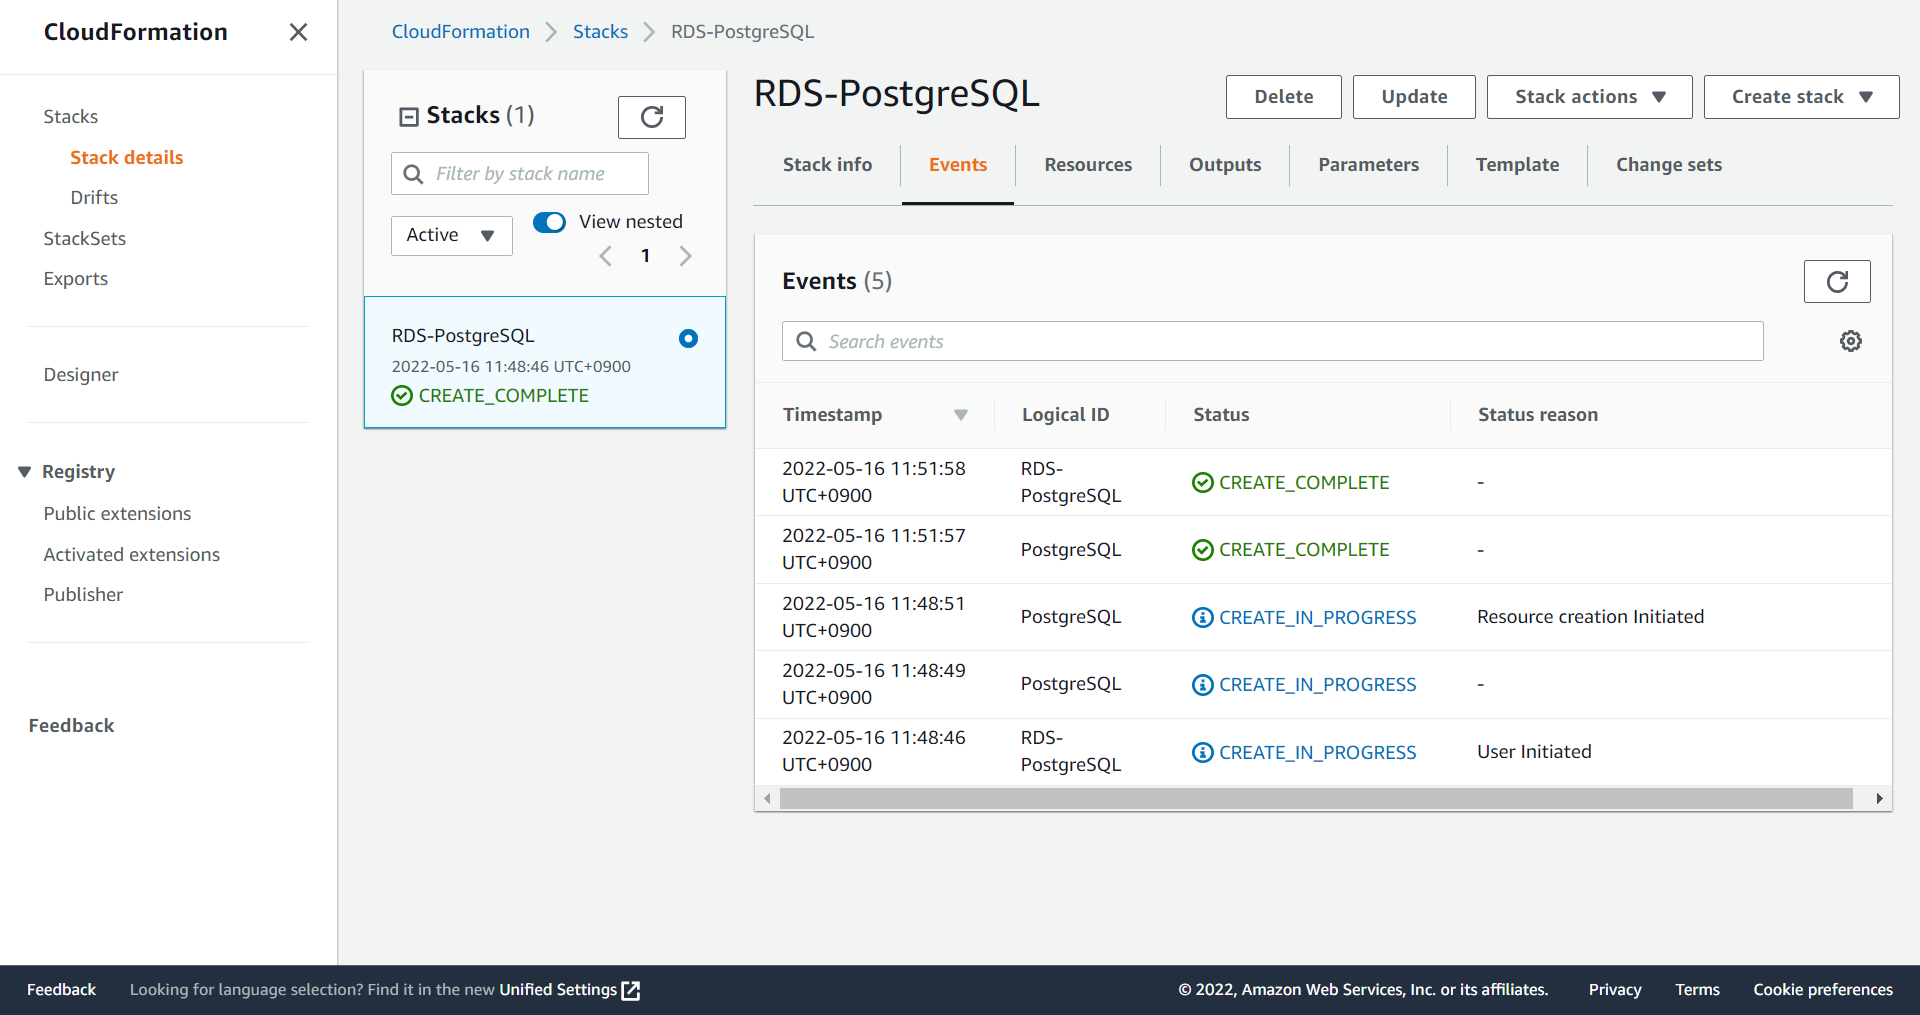 CloudFormation
Stacks
Stack details
Drifts
StackSets
Exports
Designer
Registry
Public extensions
Activated extensions
Publisher
Feedback
CloudFormation
Stacks
RDS-PostgreSQL
Stacks (1)
Filter by stack name
Active
View nested
1
RDS-PostgreSQL
2022-05-16 11:48:46 UTC+0900
CREATE_COMPLETE
RDS-PostgreSQL
Delete
Update
Stack actions
Create stack
Stack info
Events
Resources
Outputs
Parameters
Template
Change sets
Events (5)
Search events
Timestamp
Logical ID
Status
Status reason
2022-05-16 11:51:58
UTC+0900
RDS-
PostgreSQL
CREATE_COMPLETE
-
2022-05-16 11:51:57
UTC+0900
PostgreSQL
CREATE_COMPLETE
-
2022-05-16 11:48:51
UTC+0900
PostgreSQL
CREATE_IN_PROGRESS
Resource creation Initiated
2022-05-16 11:48:49
UTC+0900
PostgreSQL
CREATE_IN_PROGRESS
-
2022-05-16 11:48:46
UTC+0900
RDS-
PostgreSQL
CREATE_IN_PROGRESS
User Initiated
Feedback
Looking for language selection? Find it in the new Unified Settings
© 2022, Amazon Web Services, Inc. or its affiliates.
Privacy
Terms
Cookie preferences